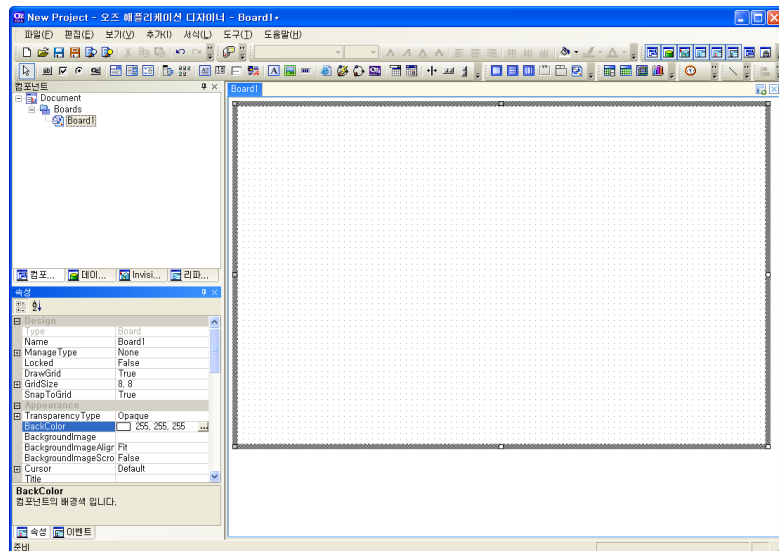 New Project - 오즈 애플리케이션 디자이너 - Board1*
파일(F) 편집(E) 보기(V) 추가(I) 서식(L) 도구(T) 도움말(H)
컴포넌트
Board1
Document
Boards
Board1
컴포... 데이... Invisi... 리파...
속성
Design
Type Board
Name Board1
ManageType None
Locked False
DrawGrid True
GridSize 8, 8
SnapToGrid True
Appearance
TransparencyType Opaque
BackColor 255, 255, 255 ...
BackgroundImage
BackgroundImageAligr Fit
BackgroundImageScro False
Cursor Default
Title
BackColor
컴포넌트의 배경색 입니다.
속성 이벤트
준비